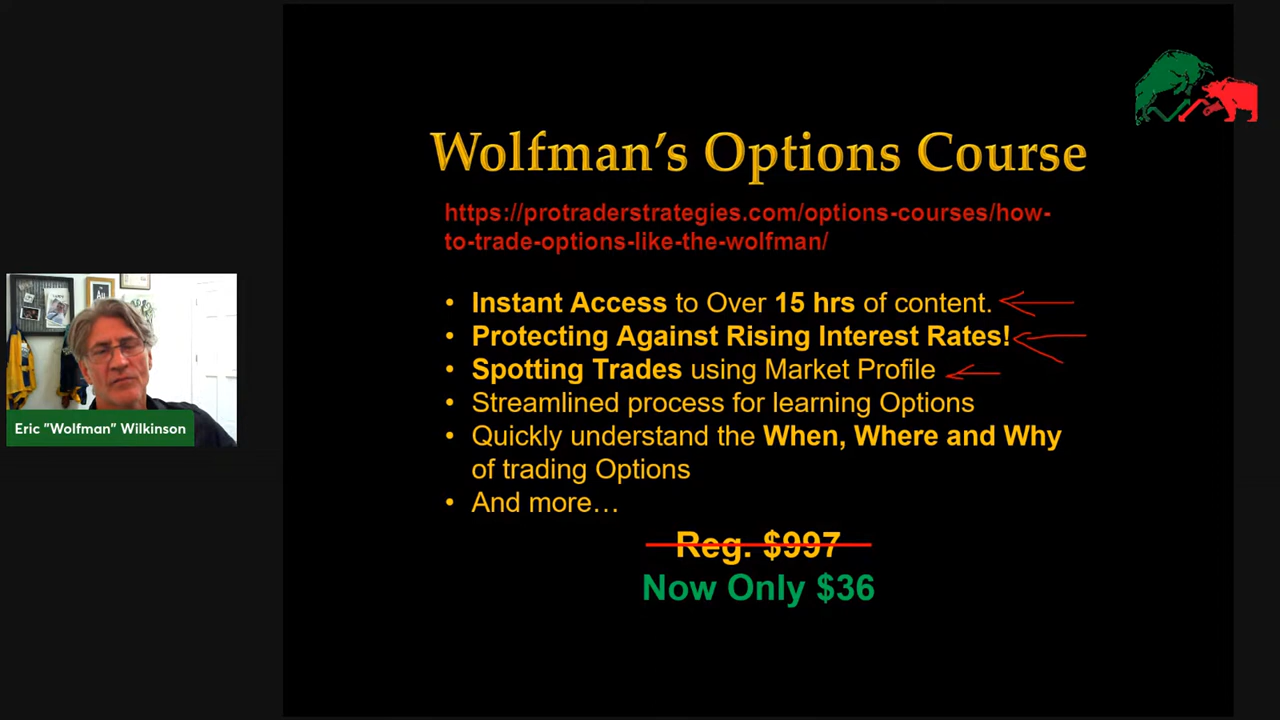 Wolfman's Options Course
https://protraderstrategies.com/options-courses/how-
to-trade-options-like-the-wolfman/
• Instant Access to Over 15 hrs of content.
• Protecting Against Rising Interest Rates!
• Spotting Trades using Market Profile
• Streamlined process for learning Options
• Quickly understand the When, Where and Why
of trading Options
• And more…
Reg. $997
Now Only $36
Eric "Wolfman" Wilkinson